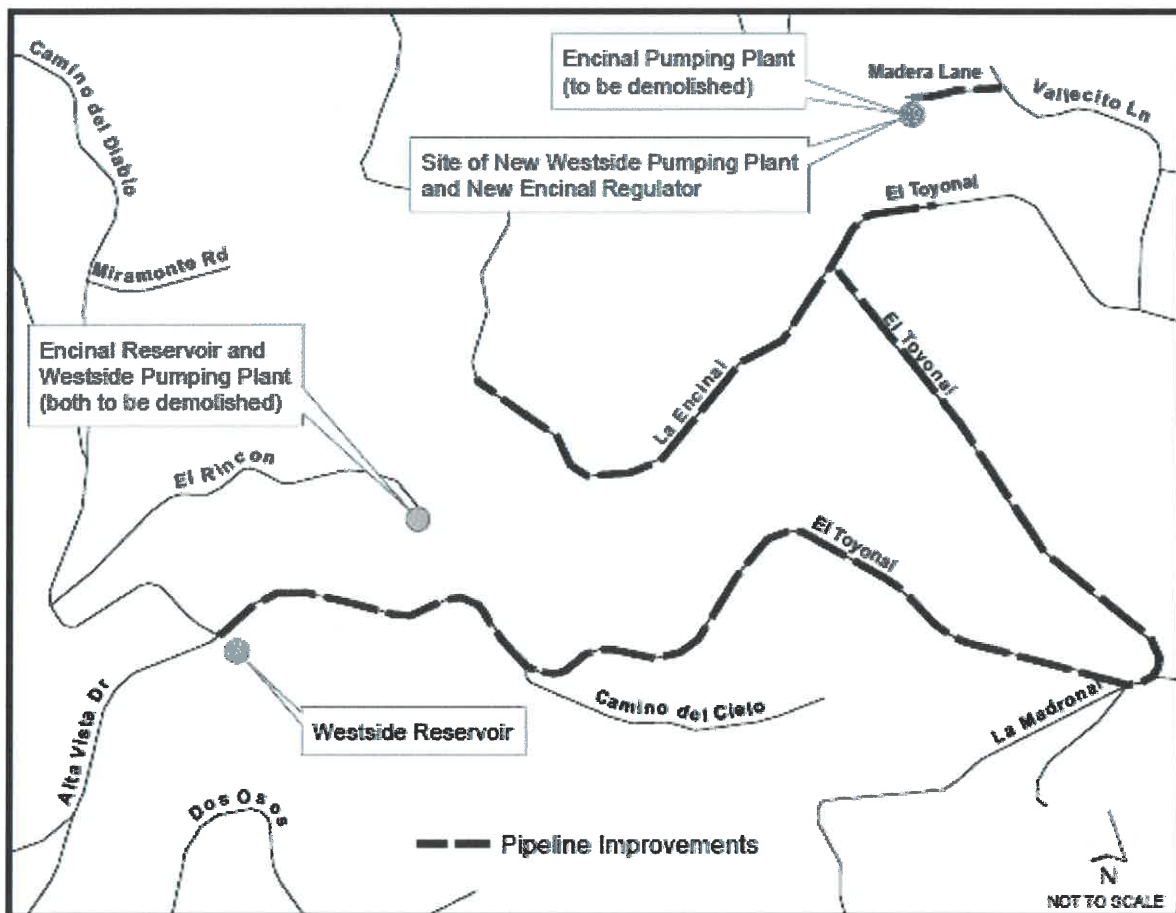 Camino del Diablo
Encinal Pumping Plant
(to be demolished)
Madera Lane
Vallecito Ln
Site of New Westside Pumping Plant
and New Encinal Regulator
El Toyonal
Miramonte Rd
El Toyonal
Encinal Reservoir and
Westside Pumping Plant
(both to be demolished)
La Encinal
El Rincon
El Toyonal
Camino del Cielo
La Madronal
Westside Reservoir
Alta Vista Dr
Dos Osos
Pipeline Improvements
N
NOT TO SCALE